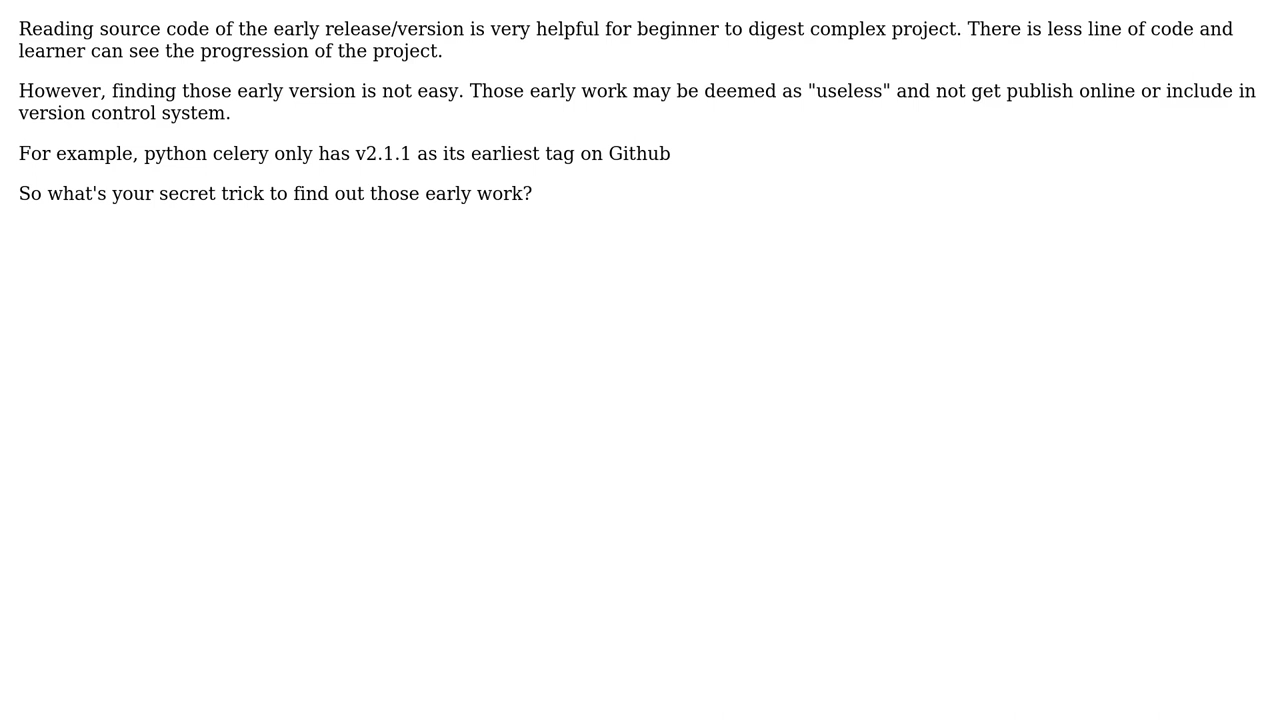 Reading source code of the early release/version is very helpful for beginner to digest complex project. There is less line of code and
learner can see the progression of the project.
However, finding those early version is not easy. Those early work may be deemed as "useless" and not get publish online or include in
version control system.
For example, python celery only has v2.1.1 as its earliest tag on Github
So what's your secret trick to find out those early work?